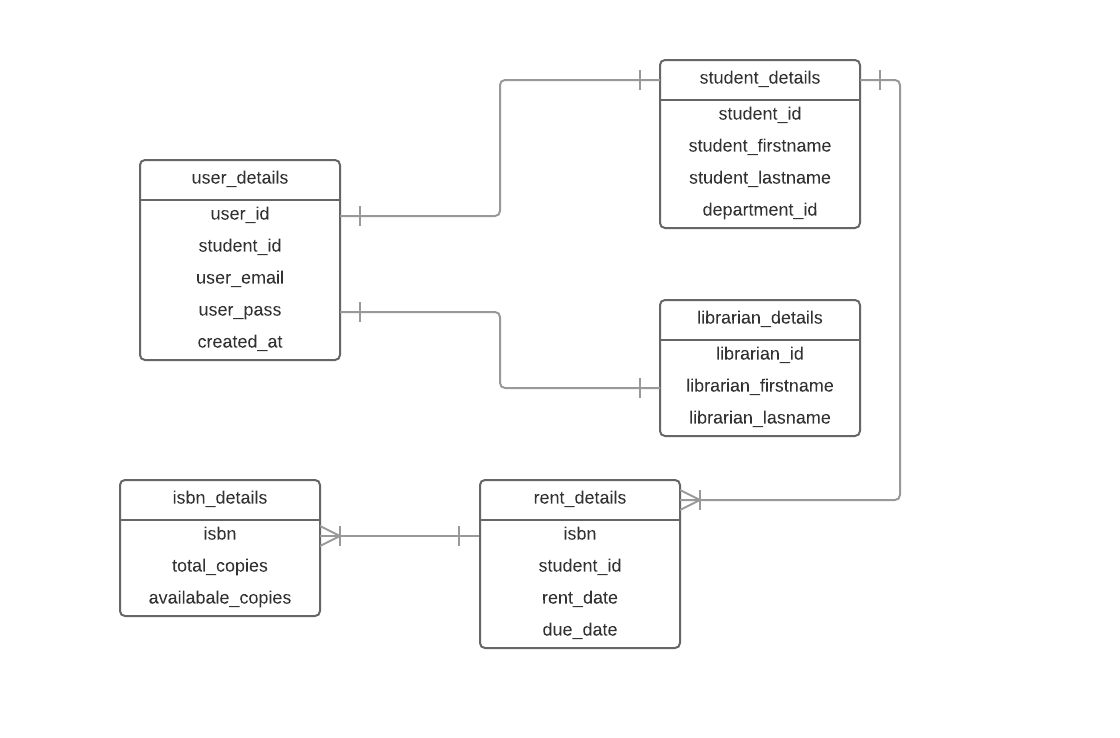 student_details
student_id
student_firstname
student_lastname
department_id
user_details
user_id
student_id
user_email
user_pass
created_at
librarian_details
librarian_id
librarian_firstname
librarian_lasname
isbn_details
isbn
total_copies
availabale_copies
rent_details
isbn
student_id
rent_date
due_date